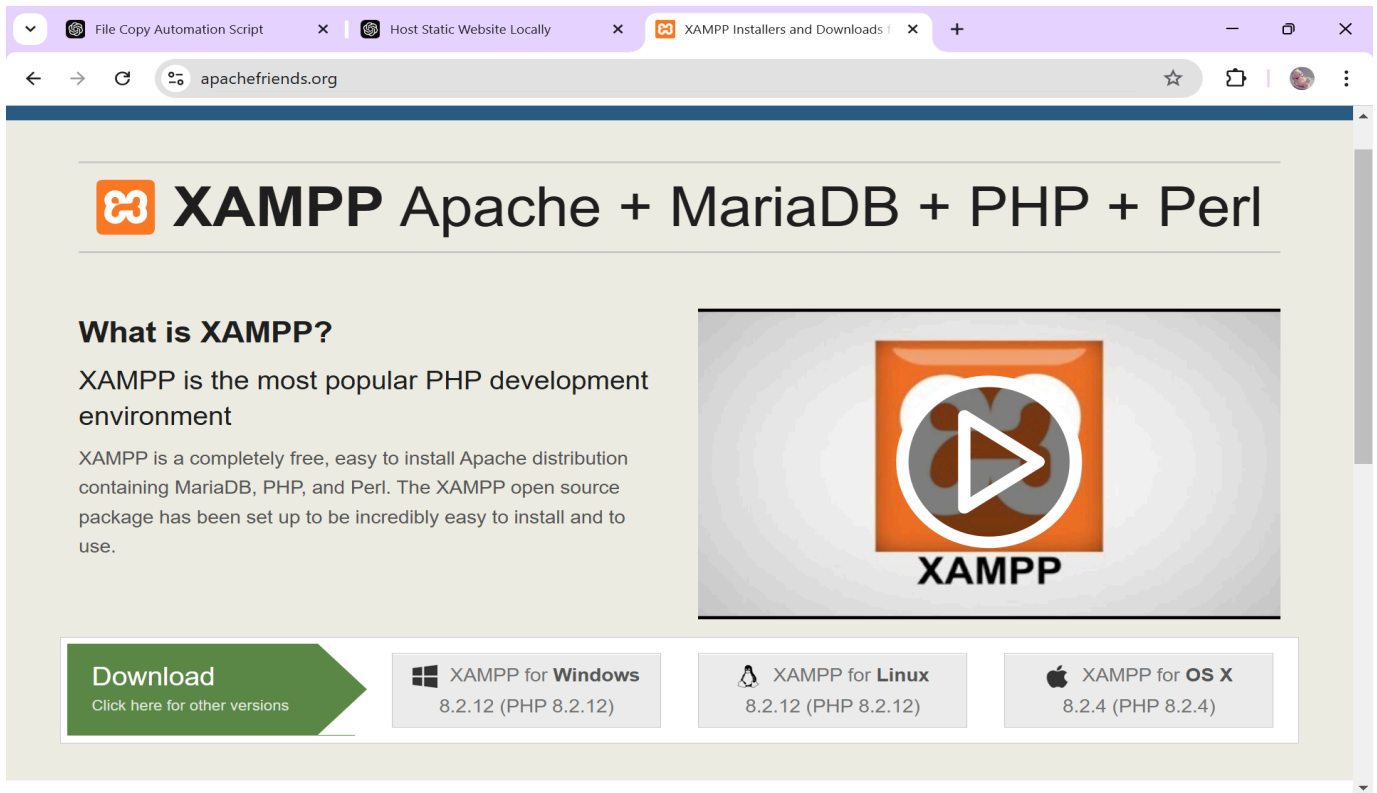 File Copy Automation Script
Host Static Website Locally
XAMPP Installers and Downloads f
apachefriends.org
XAMPP Apache + MariaDB + PHP + Perl
What is XAMPP?
XAMPP is the most popular PHP development
environment
XAMPP is a completely free, easy to install Apache distribution
containing MariaDB, PHP, and Perl. The XAMPP open source
package has been set up to be incredibly easy to install and to
use.
XAMPP
Download
Click here for other versions
XAMPP for Windows
8.2.12 (PHP 8.2.12)
XAMPP for Linux
8.2.12 (PHP 8.2.12)
XAMPP for OS X
8.2.4 (PHP 8.2.4)